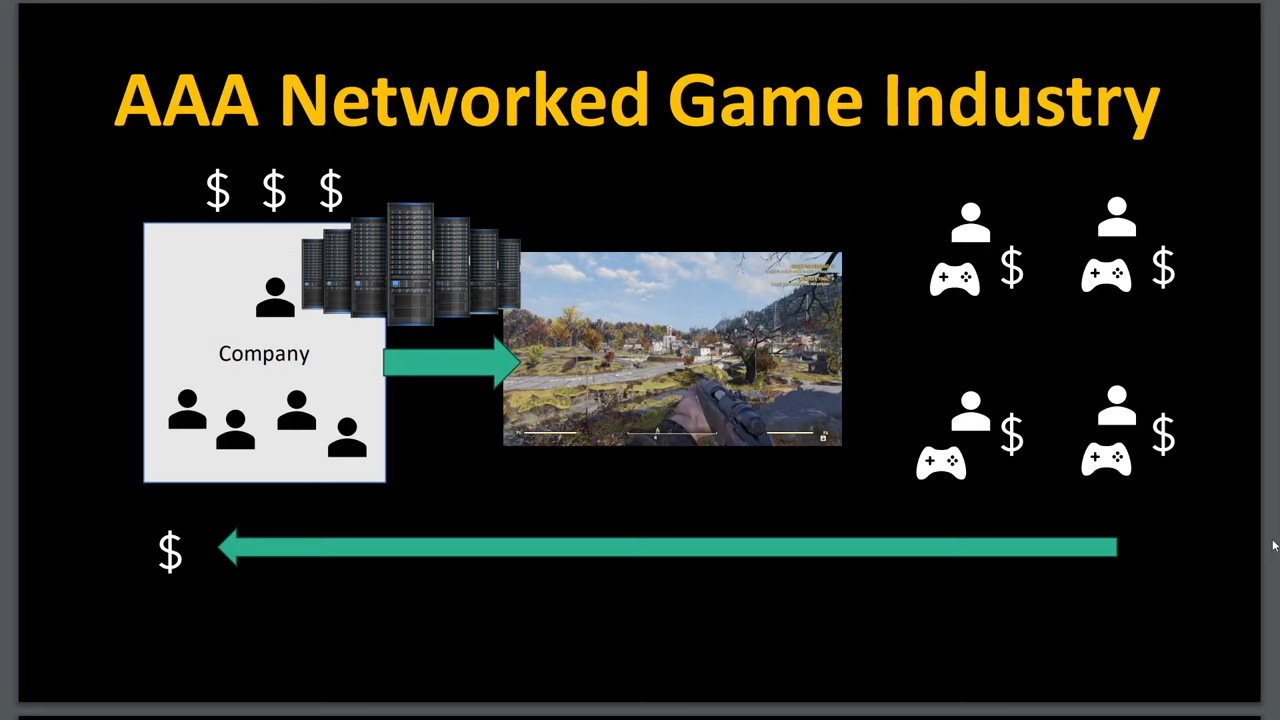 AAA Networked Game Industry
$ $ $
$ $
Company
$ $
$